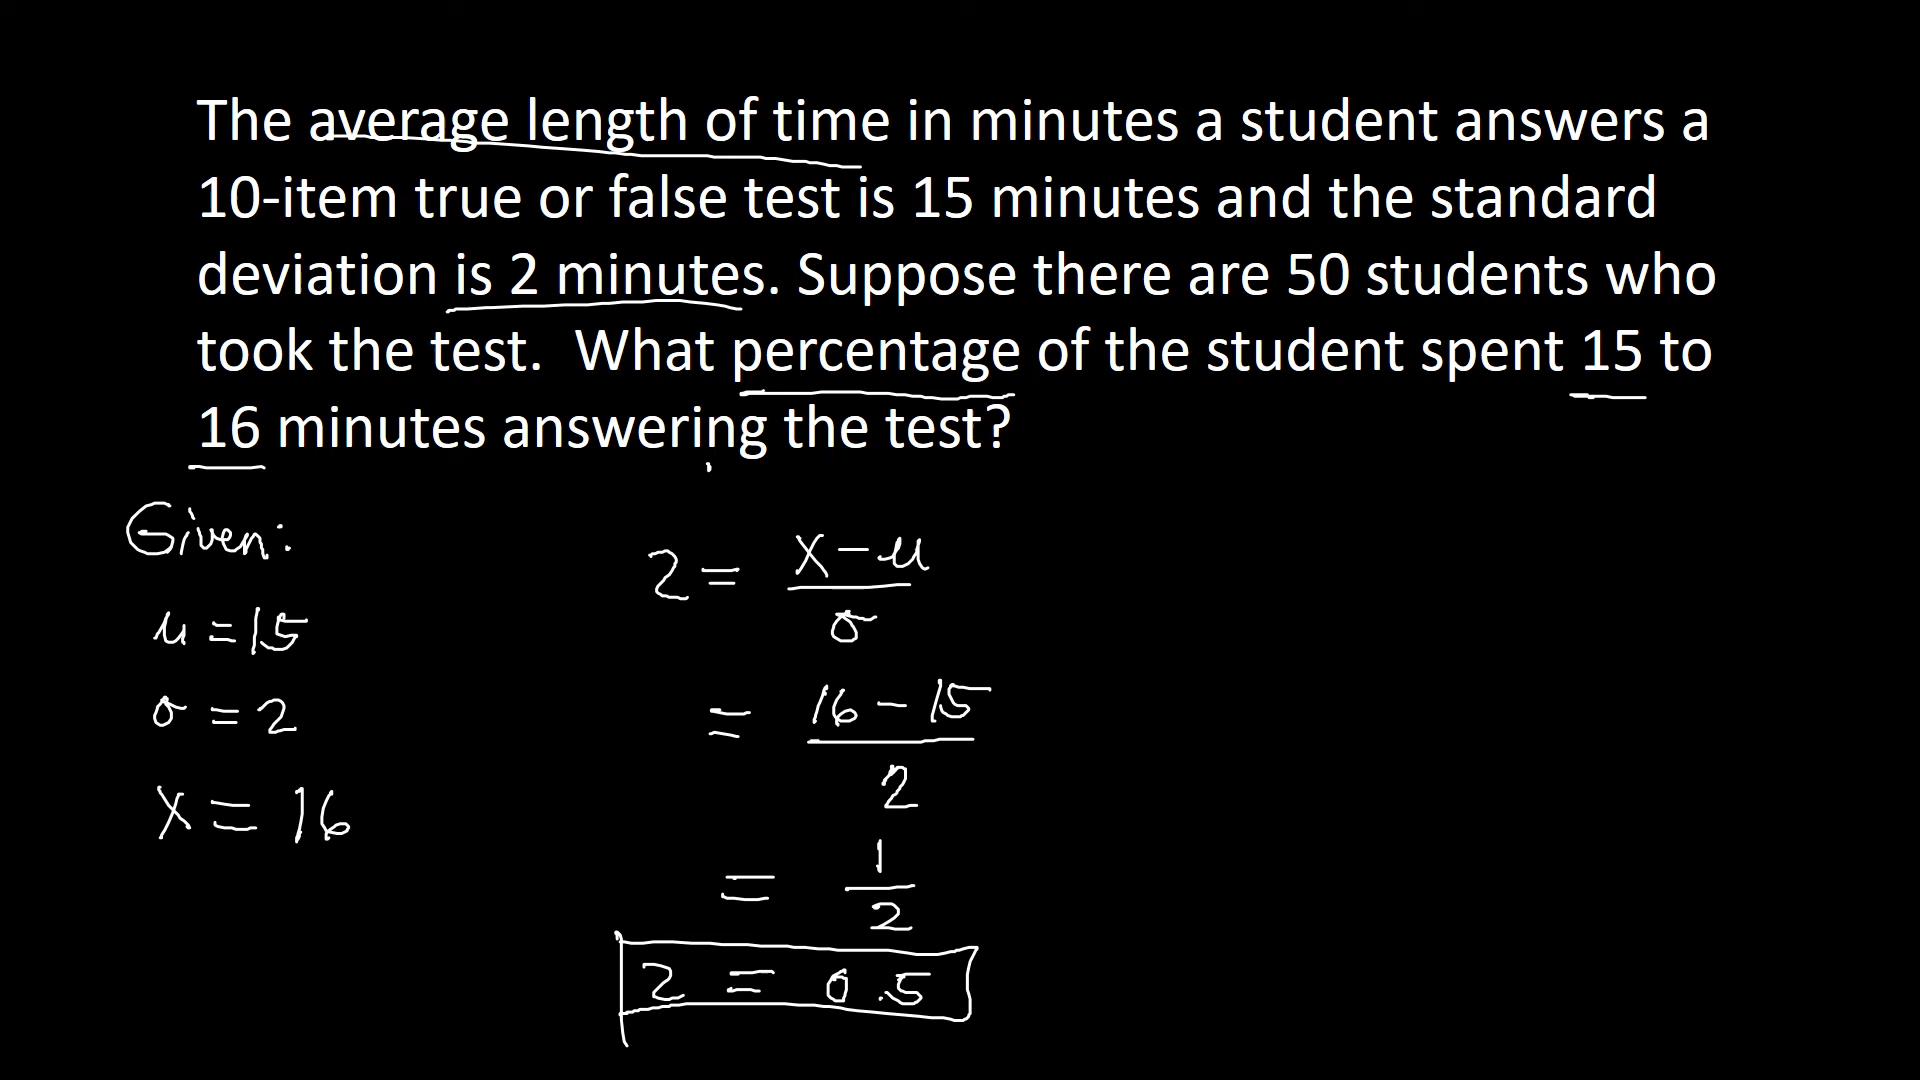 The average length of time in minutes a student answers a
10-item true or false test is 15 minutes and the standard
deviation is 2 minutes. Suppose there are 50 students who
took the test. What percentage of the student spent 15 to
16 minutes answering the test?
Given:
μ = 15
σ = 2
X = 16
Z = X - μ
σ
= 16 - 15
2
= 1
2
Z = 0.5